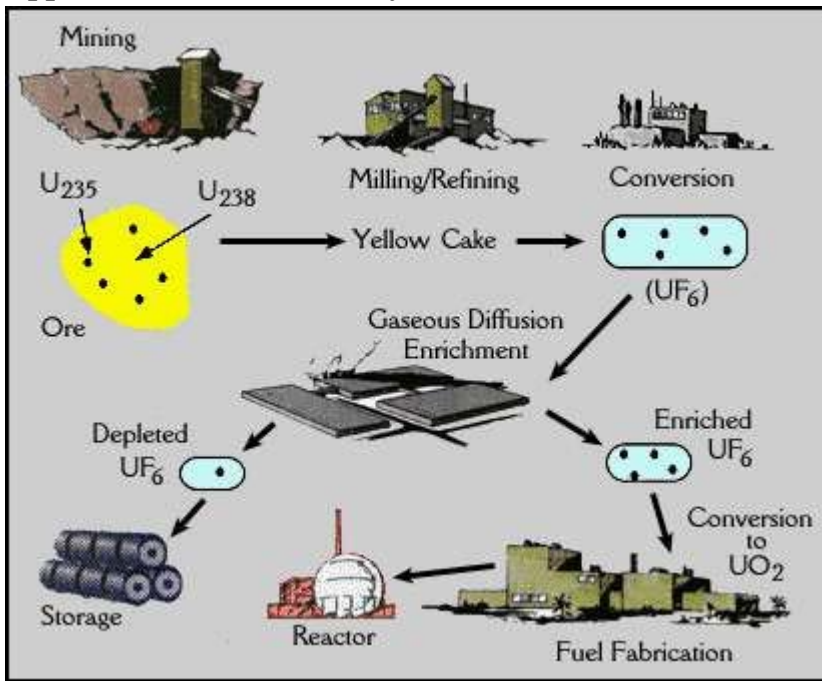 Mining
Milling/Refining
Conversion
U235
U238
Yellow Cake
(UF6)
Ore
Gaseous Diffusion
Enrichment
Depleted
UF6
Enriched
UF6
Conversion
to
UO2
Storage
Reactor
Fuel Fabrication